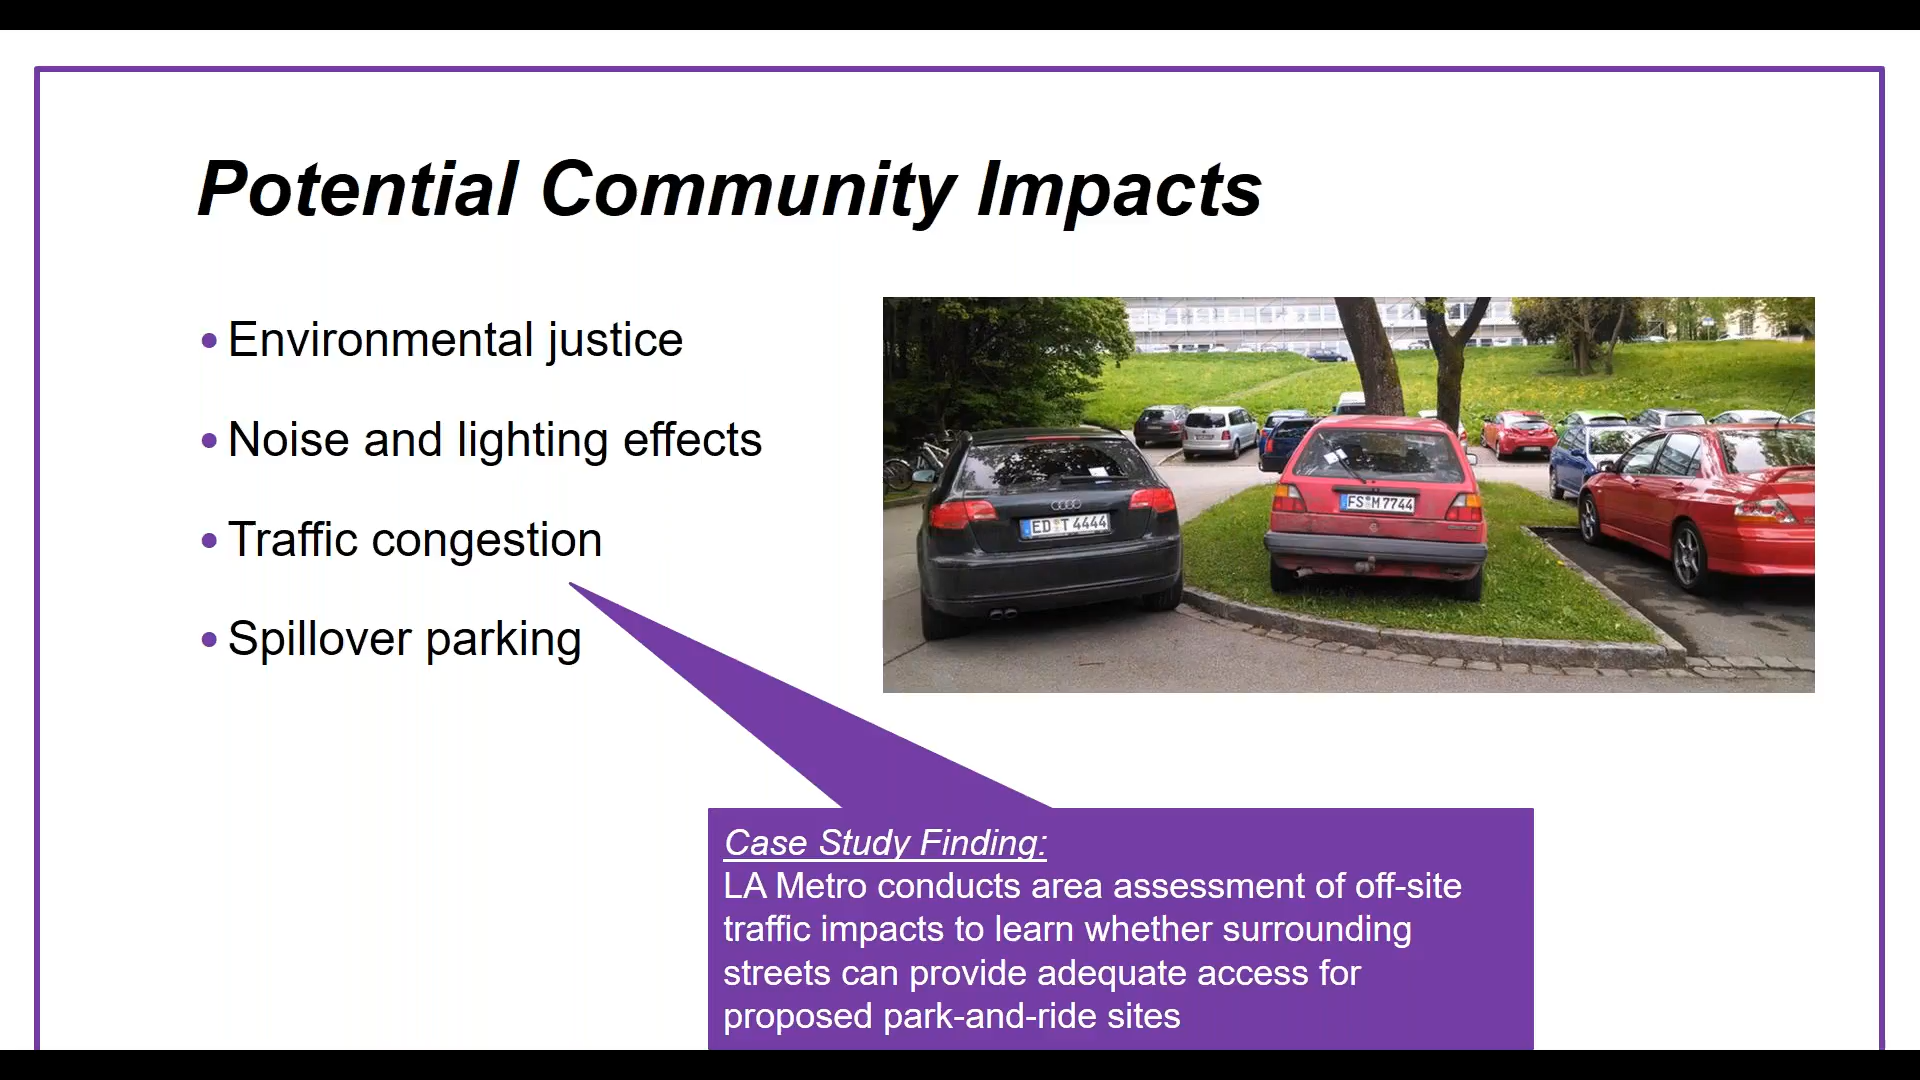 Potential Community Impacts
• Environmental justice
• Noise and lighting effects
• Traffic congestion
• Spillover parking
ED T 4444
FS M 7744
Case Study Finding:
LA Metro conducts area assessment of off-site
traffic impacts to learn whether surrounding
streets can provide adequate access for
proposed park-and-ride sites